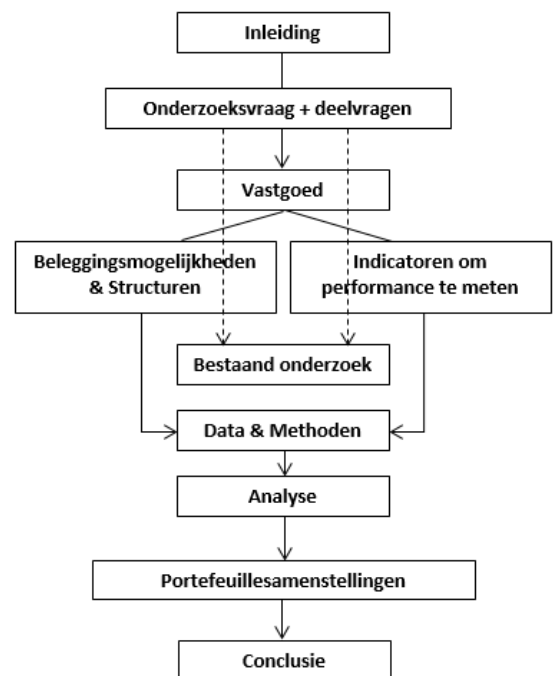 Inleiding
Onderzoeksvraag + deelvragen
Vastgoed
Beleggingsmogelijkheden
& Structuren
Indicatoren om
performance te meten
Bestaand onderzoek
Data & Methoden
Analyse
Portefeuillesamenstellingen
Conclusie